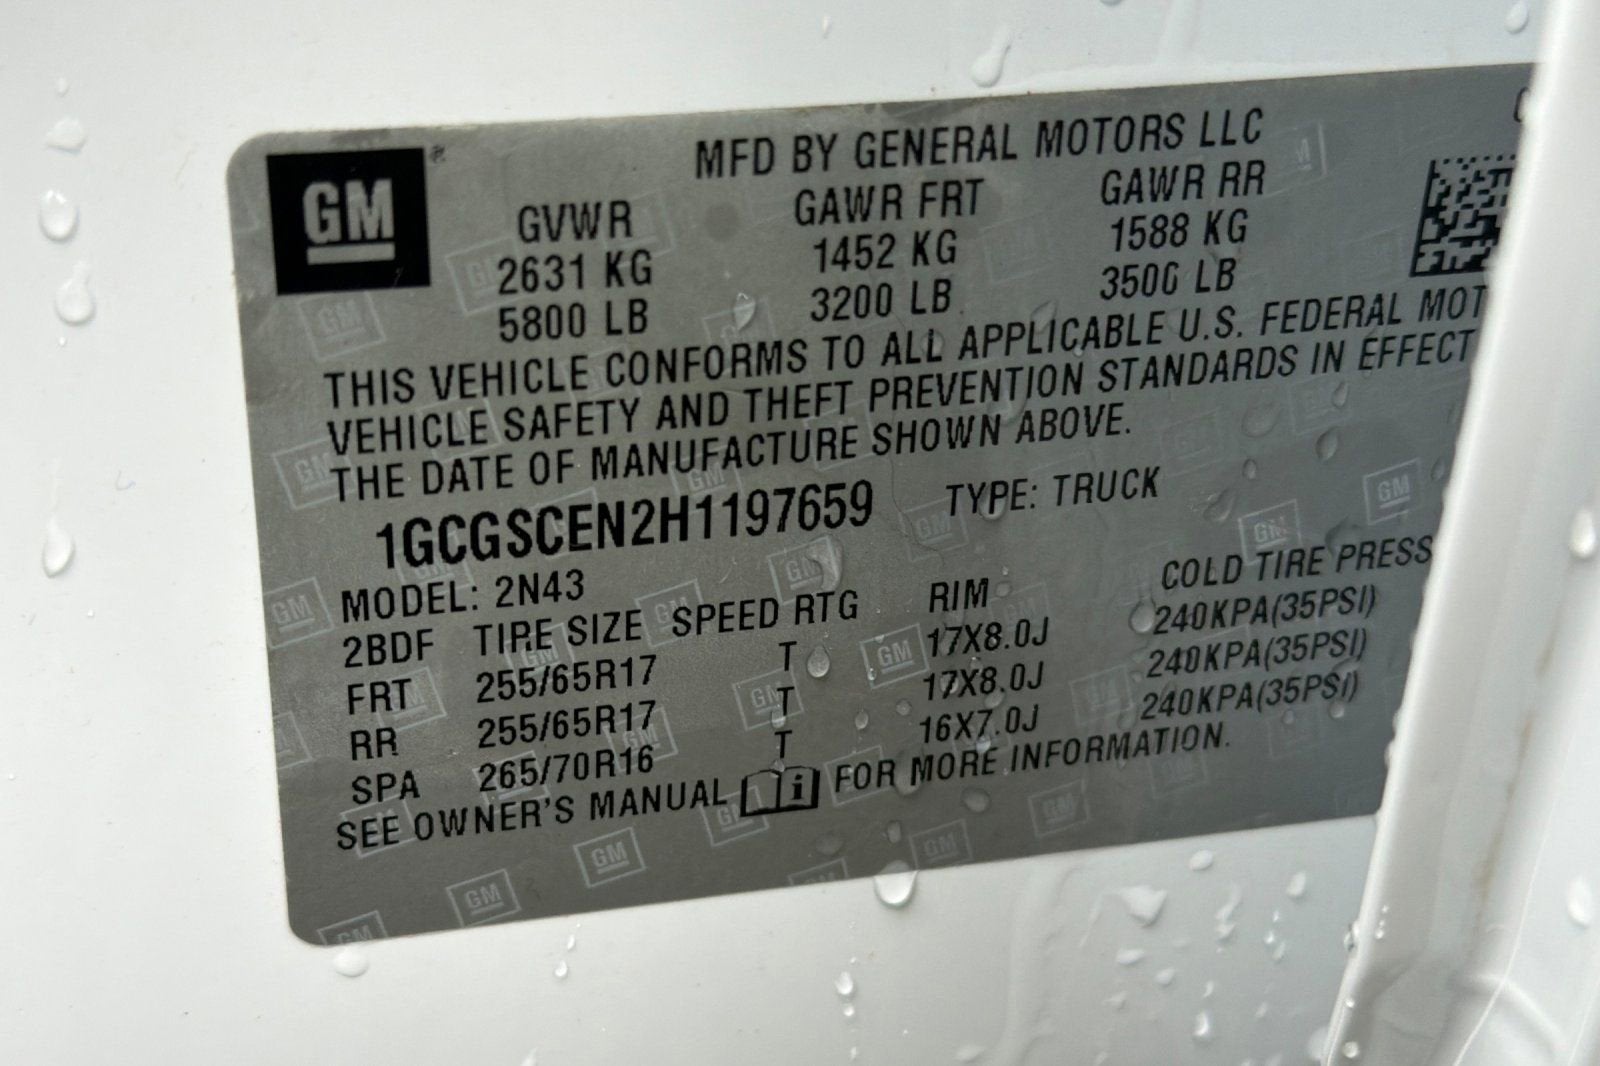 GM
MFD BY GENERAL MOTORS LLC
GVWR GAWR FRT GAWR RR
2631 KG 1452 KG 1588 KG
5800 LB 3200 LB 3500 LB
THIS VEHICLE CONFORMS TO ALL APPLICABLE U.S. FEDERAL MOT
VEHICLE SAFETY AND THEFT PREVENTION STANDARDS IN EFFECT
THE DATE OF MANUFACTURE SHOWN ABOVE.
1GCGSCEN2H1197659 TYPE: TRUCK
MODEL: 2N43
2BDF TIRE SIZE SPEED RTG RIM COLD TIRE PRESS
FRT 255/65R17 T 17X8.0J 240KPA(35PSI)
RR 255/65R17 T 17X8.0J 240KPA(35PSI)
SPA 265/70R16 T 16X7.0J 240KPA(35PSI)
SEE OWNER'S MANUAL i FOR MORE INFORMATION.